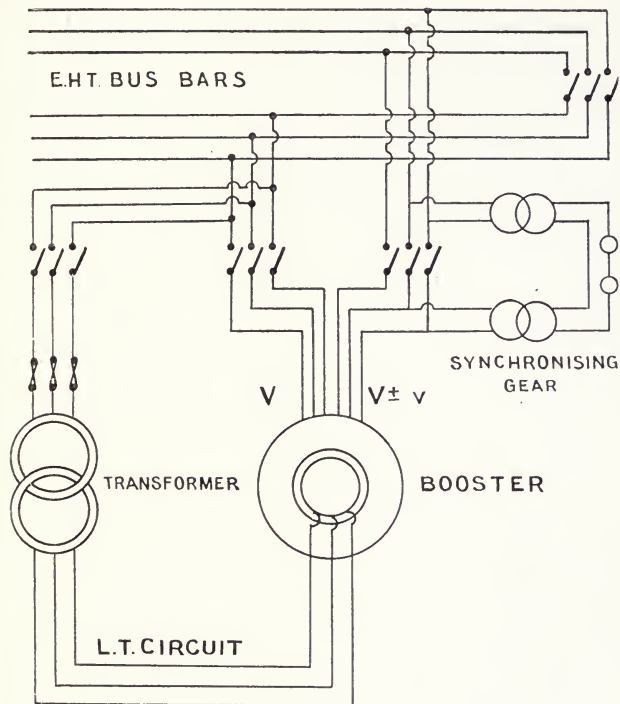 E.H.T. BUS BARS
SYNCHRONISING
GEAR
V
V ± v
TRANSFORMER
BOOSTER
L.T. CIRCUIT